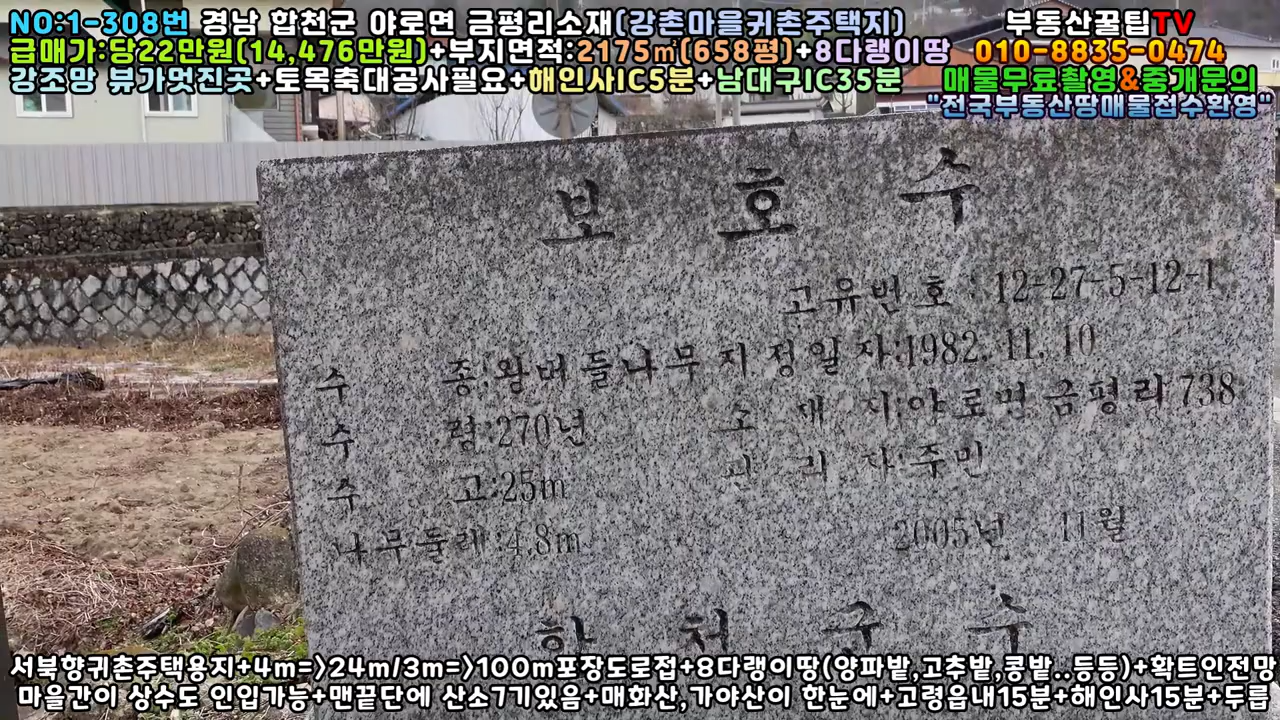 NO:1-308번 경남 합천군 야로면 금평리소재(강촌마을귀촌주택지)
부동산꿀팁TV
급매가:당22만원(14,476만원)+부지면적:2175㎡(658평)+8다랭이땅
010-8835-0474
강조망 뷰가멋진곳+토목축대공사필요+해인사IC5분+남대구IC35분
매물무료촬영&중개문의
"전국부동산땅매물접수환영"
보 호 수
고유번호 : 12-27-5-12-1
수 종:왕버들나무 지정일자:1982. 11. 10
수 령:270년 소 재 지:야로면 금평리 738
수 고:25m 관 리 자:주민
나무둘레:4.8m 2005년 11월
합 천 군 수
서북향귀촌주택용지+4m=>24m/3m=>100m포장도로접+8다랭이땅(양파밭,고추밭,콩밭..등등)+확트인전망
마을간이 상수도 인입가능+맨끝단에 산소7기있음+매화산,가야산이 한눈에+고령읍내15분+해인사15분+두릅